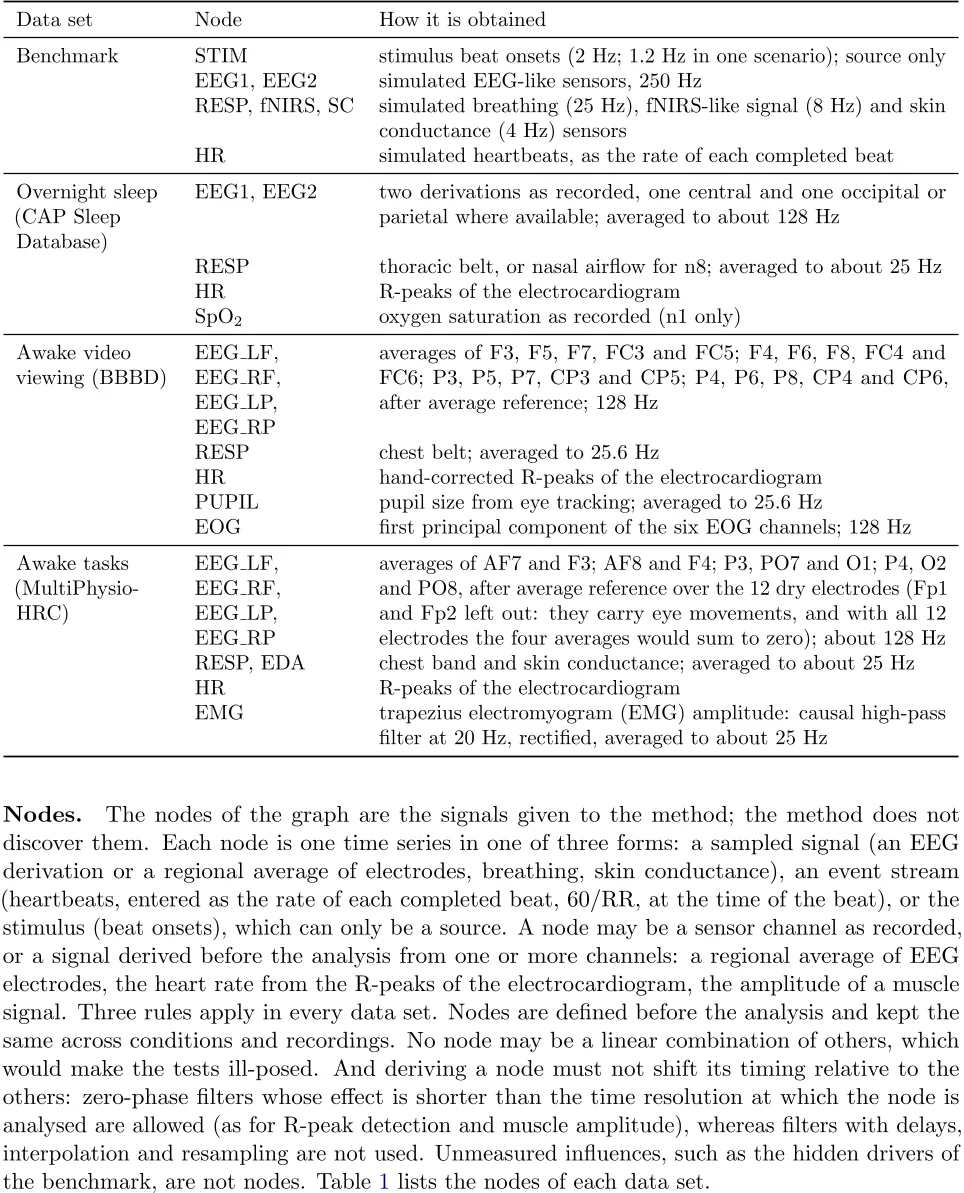 Data set Node How it is obtained
Benchmark STIM stimulus beat onsets (2 Hz; 1.2 Hz in one scenario); source only
EEG1, EEG2 simulated EEG-like sensors, 250 Hz
RESP, fNIRS, SC simulated breathing (25 Hz), fNIRS-like signal (8 Hz) and skin
conductance (4 Hz) sensors
HR simulated heartbeats, as the rate of each completed beat
Overnight sleep EEG1, EEG2 two derivations as recorded, one central and one occipital or
(CAP Sleep parietal where available; averaged to about 128 Hz
Database)
RESP thoracic belt, or nasal airflow for n8; averaged to about 25 Hz
HR R-peaks of the electrocardiogram
SpO2 oxygen saturation as recorded (n1 only)
Awake video EEG_LF, averages of F3, F5, F7, FC3 and FC5; F4, F6, F8, FC4 and
viewing (BBBD) EEG_RF, FC6; P3, P5, P7, CP3 and CP5; P4, P6, P8, CP4 and CP6,
EEG_LP, after average reference; 128 Hz
EEG_RP
RESP chest belt; averaged to 25.6 Hz
HR hand-corrected R-peaks of the electrocardiogram
PUPIL pupil size from eye tracking; averaged to 25.6 Hz
EOG first principal component of the six EOG channels; 128 Hz
Awake tasks EEG_LF, averages of AF7 and F3; AF8 and F4; P3, PO7 and O1; P4, O2
(MultiPhysio- EEG_RF, and PO8, after average reference over the 12 dry electrodes (Fp1
HRC) EEG_LP, and Fp2 left out: they carry eye movements, and with all 12
EEG_RP electrodes the four averages would sum to zero); about 128 Hz
RESP, EDA chest band and skin conductance; averaged to about 25 Hz
HR R-peaks of the electrocardiogram
EMG trapezius electromyogram (EMG) amplitude: causal high-pass
filter at 20 Hz, rectified, averaged to about 25 Hz
Nodes. The nodes of the graph are the signals given to the method; the method does not
discover them. Each node is one time series in one of three forms: a sampled signal (an EEG
derivation or a regional average of electrodes, breathing, skin conductance), an event stream
(heartbeats, entered as the rate of each completed beat, 60/RR, at the time of the beat), or the
stimulus (beat onsets), which can only be a source. A node may be a sensor channel as recorded,
or a signal derived before the analysis from one or more channels: a regional average of EEG
electrodes, the heart rate from the R-peaks of the electrocardiogram, the amplitude of a muscle
signal. Three rules apply in every data set. Nodes are defined before the analysis and kept the
same across conditions and recordings. No node may be a linear combination of others, which
would make the tests ill-posed. And deriving a node must not shift its timing relative to the
others: zero-phase filters whose effect is shorter than the time resolution at which the node is
analysed are allowed (as for R-peak detection and muscle amplitude), whereas filters with delays,
interpolation and resampling are not used. Unmeasured influences, such as the hidden drivers of
the benchmark, are not nodes. Table 1 lists the nodes of each data set.